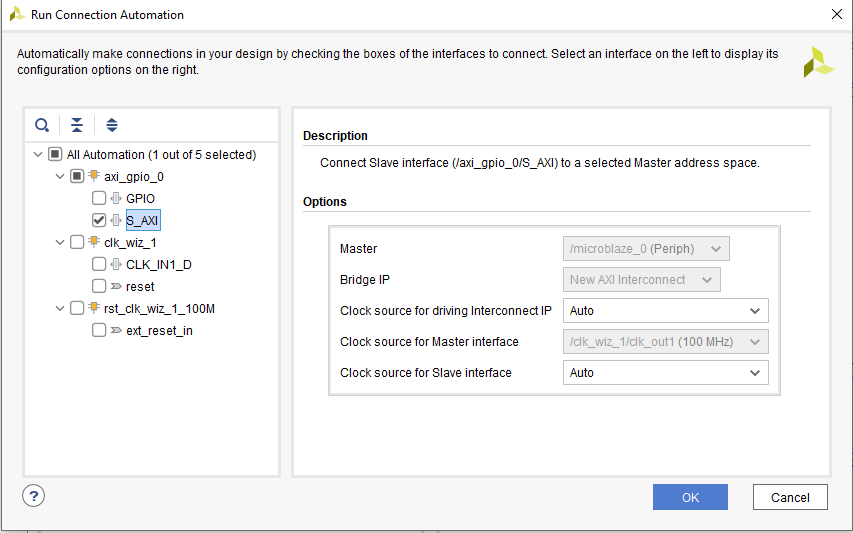 Run Connection Automation
Automatically make connections in your design by checking the boxes of the interfaces to connect. Select an interface on the left to display its
configuration options on the right.
All Automation (1 out of 5 selected)
axi_gpio_0
GPIO
S_AXI
clk_wiz_1
CLK_IN1_D
reset
rst_clk_wiz_1_100M
ext_reset_in
Description
Connect Slave interface (/axi_gpio_0/S_AXI) to a selected Master address space.
Options
Master /microblaze_0 (Periph)
Bridge IP New AXI Interconnect
Clock source for driving Interconnect IP Auto
Clock source for Master interface /clk_wiz_1/clk_out1 (100 MHz)
Clock source for Slave interface Auto
?
OK Cancel